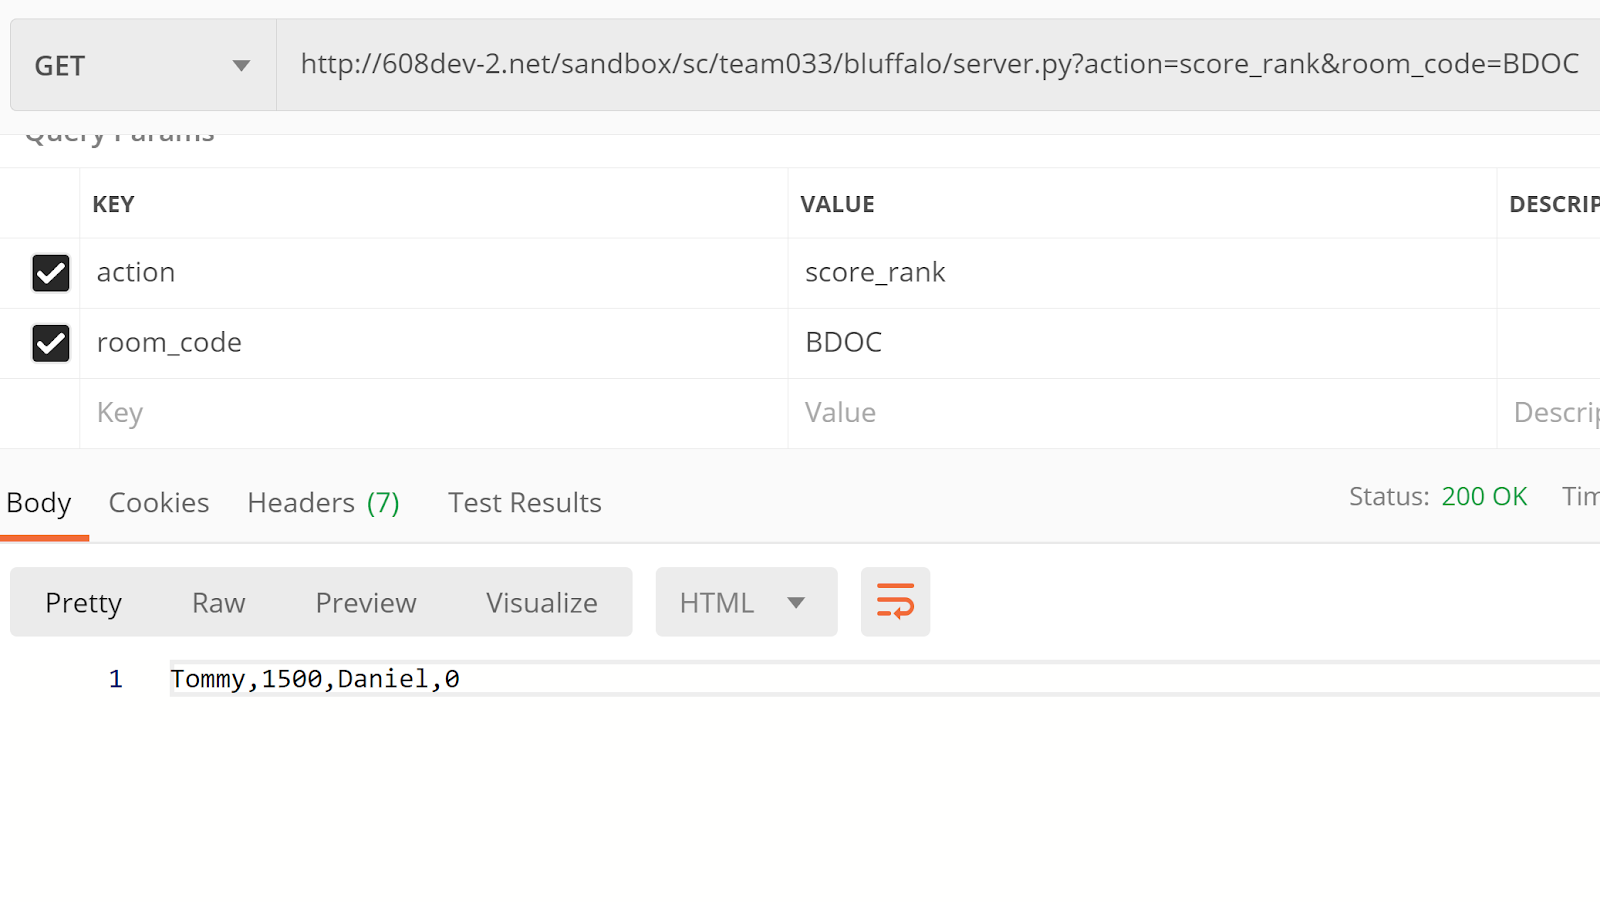 GET http://608dev-2.net/sandbox/sc/team033/bluffalo/server.py?action=score_rank&room_code=BDOC
Query Params
KEY VALUE DESCRIP
action score_rank
room_code BDOC
Key Value Descrip
Body Cookies Headers (7) Test Results Status: 200 OK Tim
Pretty Raw Preview Visualize HTML
1 Tommy,1500,Daniel,0